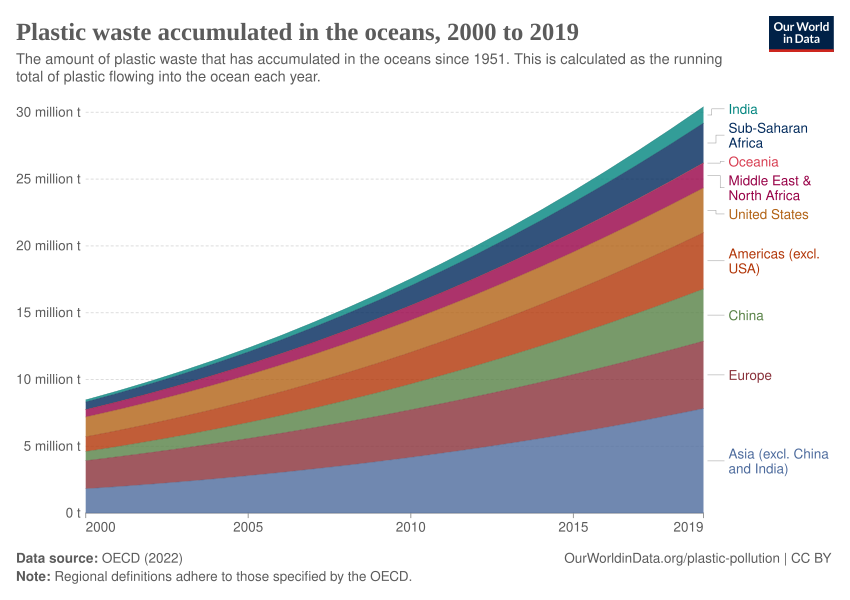 Plastic waste accumulated in the oceans, 2000 to 2019
Our World
in Data
The amount of plastic waste that has accumulated in the oceans since 1951. This is calculated as the running
total of plastic flowing into the ocean each year.
30 million t
25 million t
20 million t
15 million t
10 million t
5 million t
0 t
India
Sub-Saharan
Africa
Oceania
Middle East &
North Africa
United States
Americas (excl.
USA)
China
Europe
Asia (excl. China
and India)
2000
2005
2010
2015
2019
Data source: OECD (2022)
OurWorldinData.org/plastic-pollution | CC BY
Note: Regional definitions adhere to those specified by the OECD.